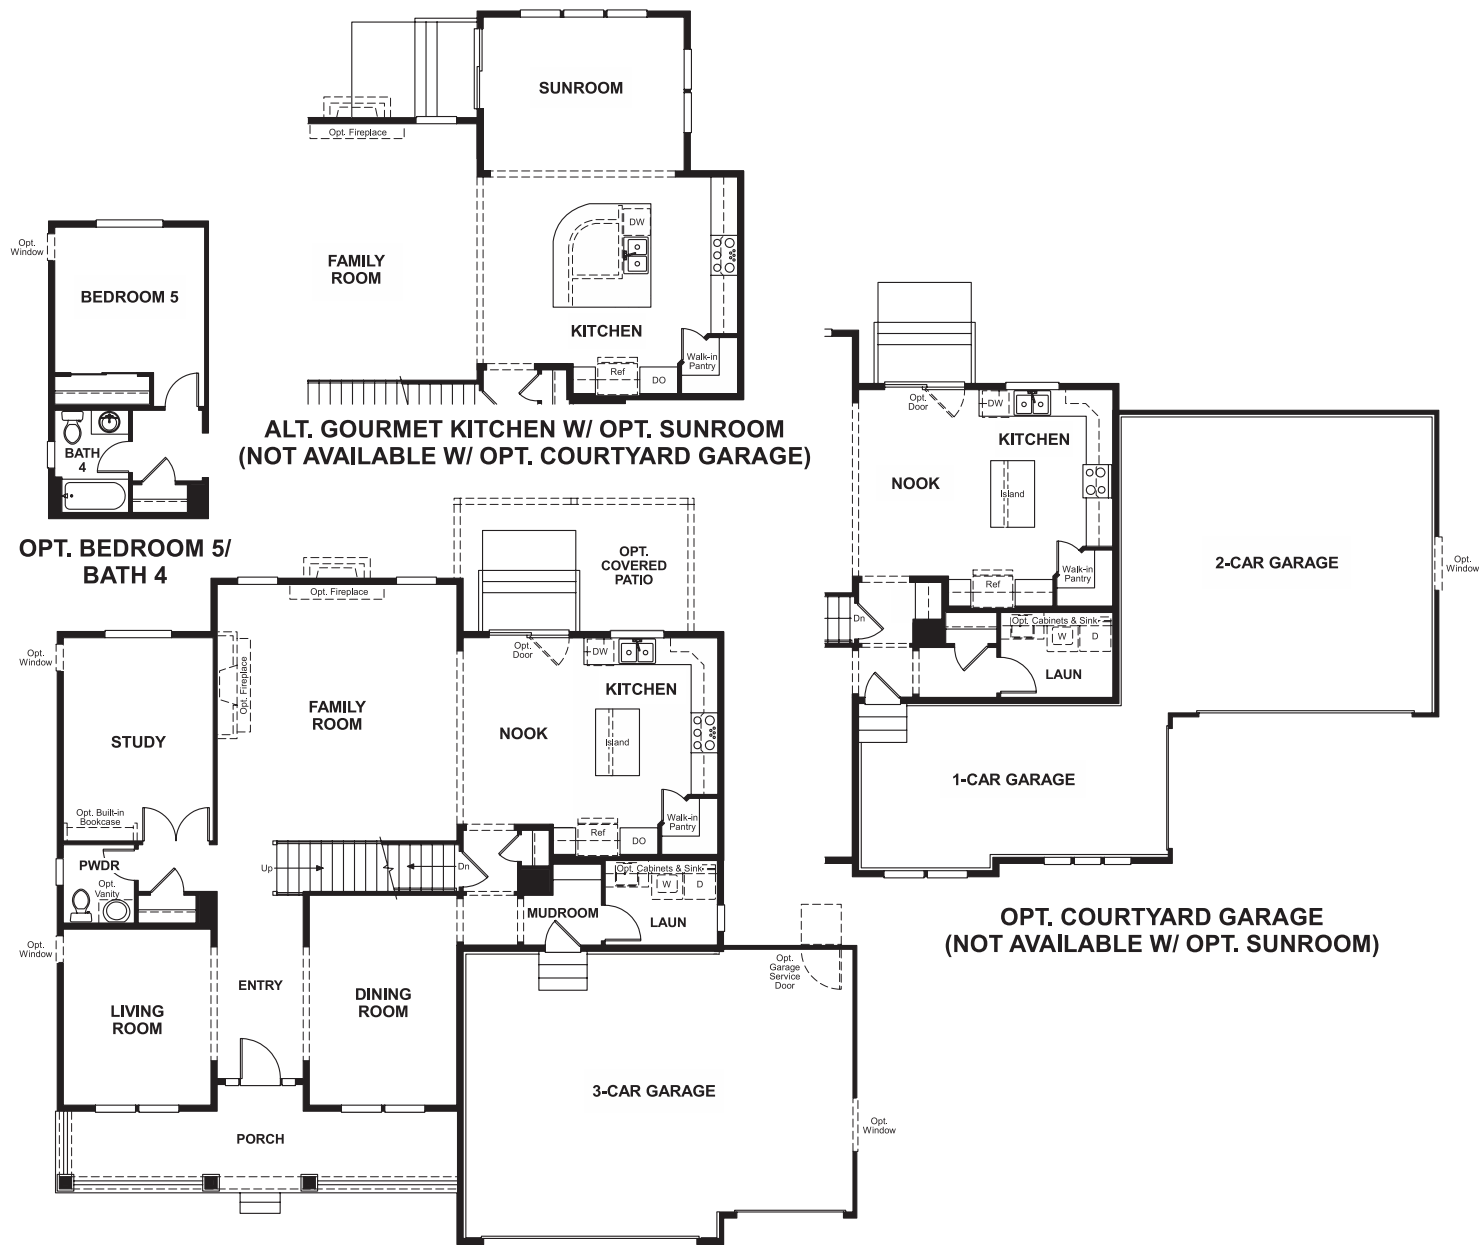 SUNROOM
Opt. Fireplace
FAMILY
ROOM
DW
KITCHEN
Walk-in
Pantry
Ref
DO
ALT. GOURMET KITCHEN W/ OPT. SUNROOM
(NOT AVAILABLE W/ OPT. COURTYARD GARAGE)
Opt.
Window
BEDROOM 5
BATH
4
OPT. BEDROOM 5/
BATH 4
Opt.
Door
DW
KITCHEN
NOOK
Island
Walk-in
Pantry
Ref
Dn
Opt. Cabinets & Sink
W
D
LAUN
2-CAR GARAGE
Opt.
Window
1-CAR GARAGE
OPT. COURTYARD GARAGE
(NOT AVAILABLE W/ OPT. SUNROOM)
OPT.
COVERED
PATIO
Opt. Fireplace
Opt.
Window
Opt. Fireplace
FAMILY
ROOM
STUDY
Opt. Built-in
Bookcase
Opt.
Door
DW
KITCHEN
NOOK
Island
Walk-in
Pantry
Ref
DO
PWDR
Opt.
Vanity
Up
Dn
Opt. Cabinets & Sink
W
D
MUDROOM
LAUN
Opt.
Window
ENTRY
LIVING
ROOM
DINING
ROOM
Opt.
Garage
Service
Door
3-CAR GARAGE
Opt.
Window
PORCH